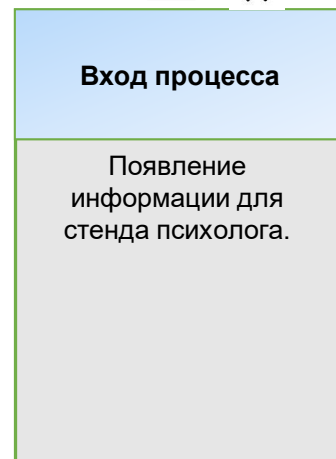 Вход процесса
Появление
информации для
стенда психолога.